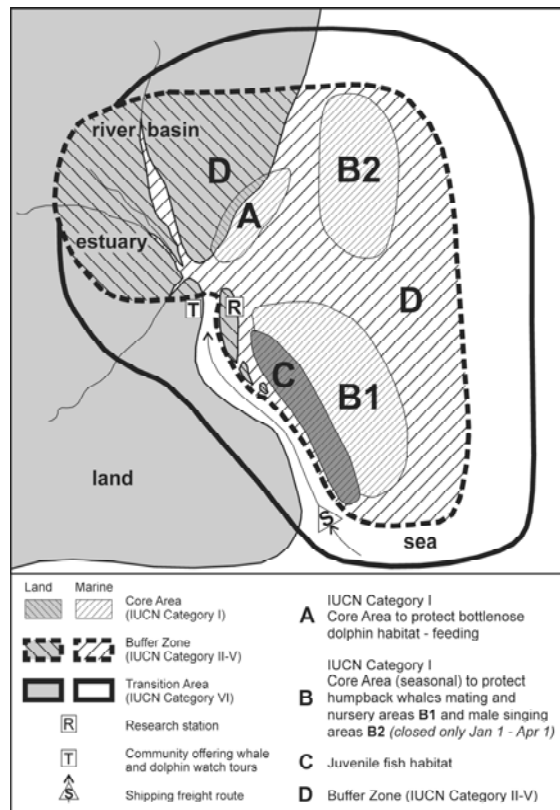 river basin
D
B2
A
estuary
D
T
R
C
B1
land
S
sea
Land Marine
Core Area
(IUCN Category I)
Buffer Zone
(IUCN Category II-V)
Transition Area
(IUCN Category VI)
R Research station
T Community offering whale
and dolphin watch tours
S Shipping freight route
IUCN Category I
A Core Area to protect bottlenose
dolphin habitat - feeding
IUCN Category I
Core Area (seasonal) to protect
B humpback whales mating and
nursery areas B1 and male singing
areas B2 (closed only Jan 1 - Apr 1)
C Juvenile fish habitat
D Buffer Zone (IUCN Category II-V)